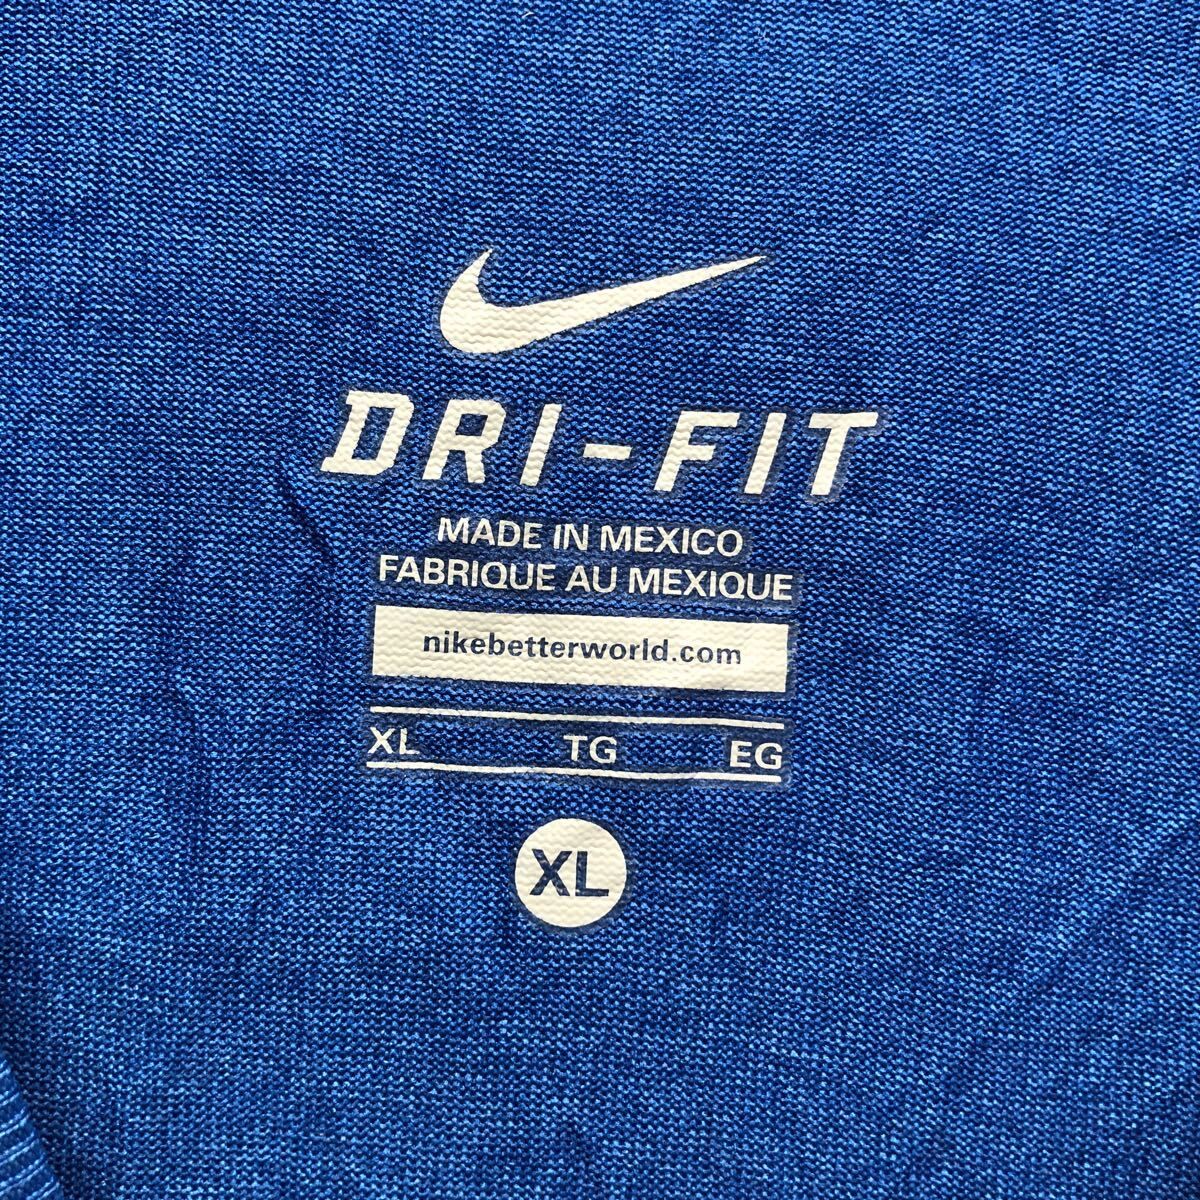 DRI-FIT
MADE IN MEXICO
FABRIQUE AU MEXIQUE
nikebetterworld.com
XL TG EG
XL